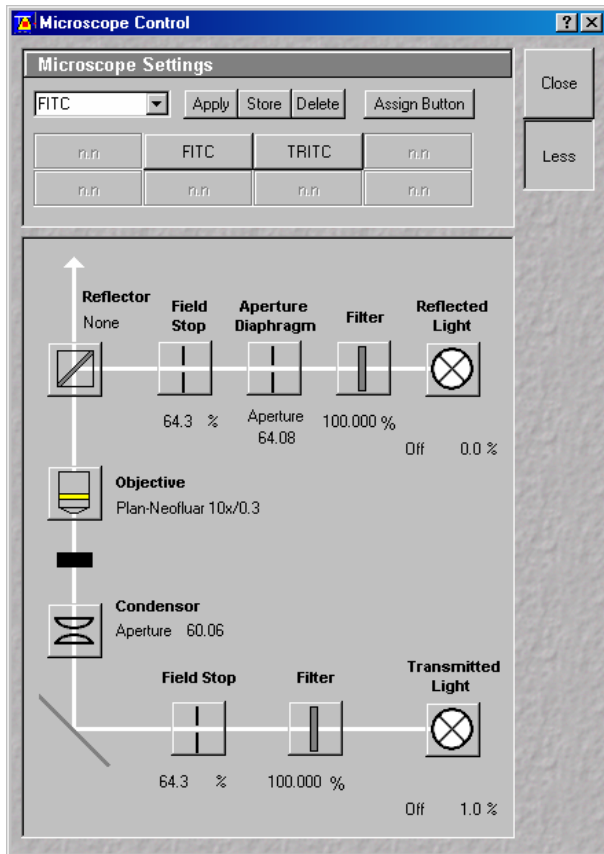 Microscope Control
Microscope Settings
Close
FITC
Apply
Store
Delete
Assign Button
n.n
FITC
TRITC
n.n
Less
n.n
n.n
n.n
n.n
Reflector
None
Field
Stop
Aperture
Diaphragm
Filter
Reflected
Light
64.3 %
Aperture
64.08
100.000 %
Off 0.0 %
Objective
Plan-Neofluar 10x/0.3
Condensor
Aperture 60.06
Field Stop
Filter
Transmitted
Light
64.3 %
100.000 %
Off 1.0 %